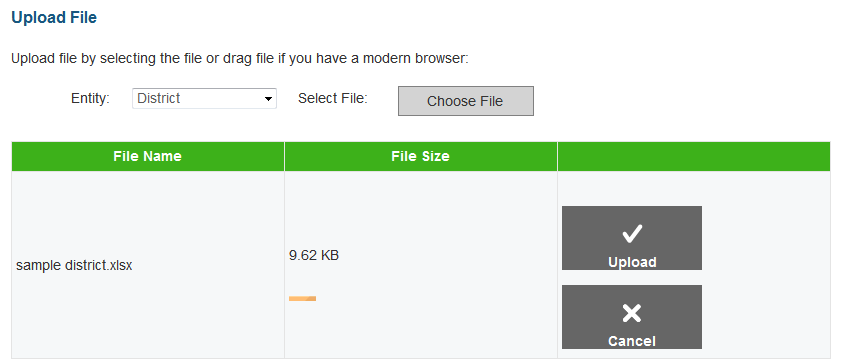 Upload File
Upload file by selecting the file or drag file if you have a modern browser:
Entity: District Select File: Choose File
File Name File Size
sample district.xlsx 9.62 KB
Upload
Cancel